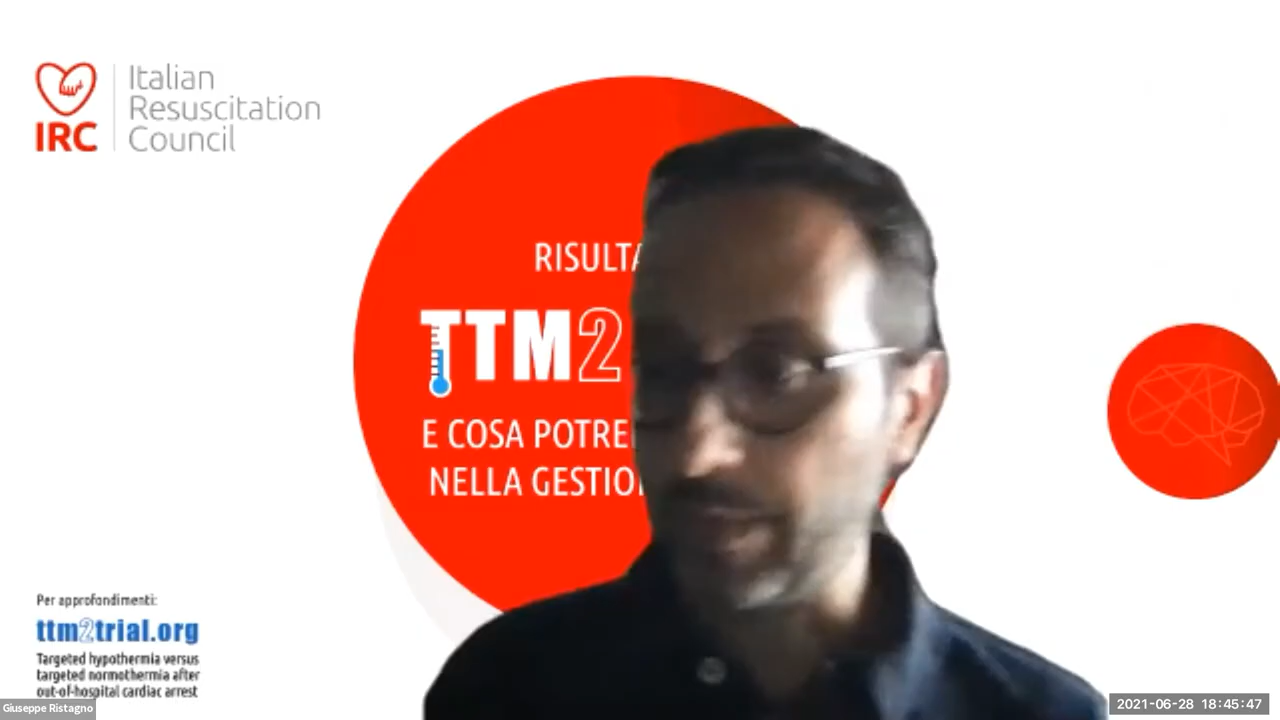 Italian
Resuscitation
Council
IRC
RISULTA
TTM2
E COSA POTRE
NELLA GESTIO
Per approfondimenti:
ttm2trial.org
Targeted hypothermia versus
targeted normothermia after
out-of-hospital cardiac arrest
Giuseppe Ristagno
2021-06-28 18:45:47